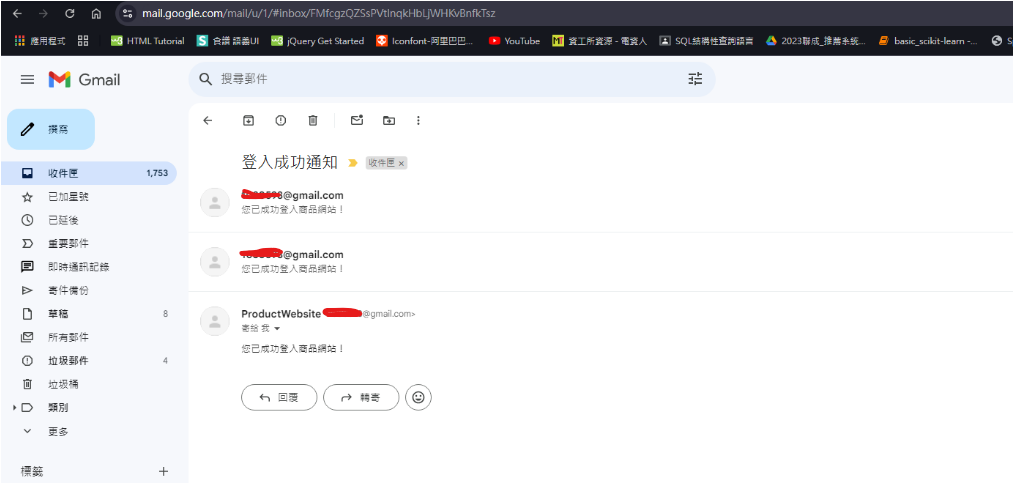 mail.google.com/mail/u/1/#inbox/FMfcgzQZSsPVtlnqkHbLjWHKvBnfkTsz
應用程式 HTML Tutorial 食譜 語義UI jQuery Get Started Iconfont-阿里巴巴... YouTube 資工所資源 - 電資人 SQL結構性查詢語言 2023聯成_推薦系統... basic_scikit-learn -...
Gmail
搜尋郵件
撰寫
登入成功通知 收件匣 ×
收件匣 1,753
已加星號
已延後
重要郵件
即時通訊記錄
寄件備份
草稿 8
所有郵件
垃圾郵件 4
垃圾桶
類別
更多
標籤 +
@gmail.com
您已成功登入商品網站！
@gmail.com
您已成功登入商品網站！
ProductWebsite @gmail.com>
寄給 我
您已成功登入商品網站！
回覆 轉寄